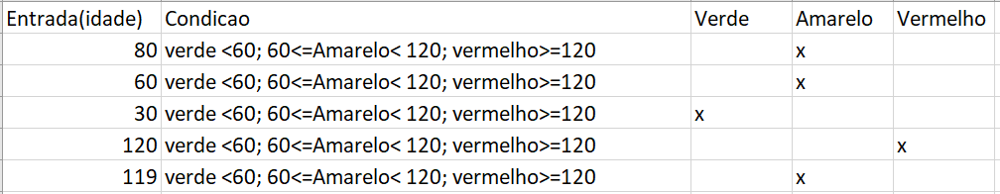 Entrada(idade) Condicao Verde Amarelo Vermelho
80 verde <60; 60<=Amarelo< 120; vermelho>=120 x
60 verde <60; 60<=Amarelo< 120; vermelho>=120 x
30 verde <60; 60<=Amarelo< 120; vermelho>=120 x
120 verde <60; 60<=Amarelo< 120; vermelho>=120 x
119 verde <60; 60<=Amarelo< 120; vermelho>=120 x